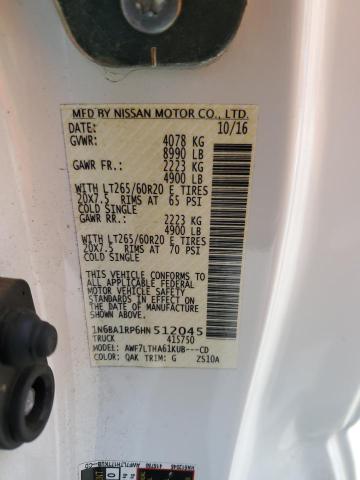 MFD BY NISSAN MOTOR CO., LTD.
DATE: 10/16
GVWR: 4078 KG
8990 LB
GAWR FR.: 2223 KG
4900 LB
WITH LT265/60R20 E TIRES
20X7.5 RIMS AT 65 PSI
COLD SINGLE
GAWR RR.: 2223 KG
4900 LB
WITH LT265/60R20 E TIRES
20X7.5 RIMS AT 70 PSI
COLD SINGLE
THIS VEHICLE CONFORMS TO
ALL APPLICABLE FEDERAL
MOTOR VEHICLE SAFETY
STANDARDS IN EFFECT ON
THE DATE OF MANUFACTURE
SHOWN ABOVE
1N6BA1RP6HN 512045
TRUCK 41S750
MODEL: AWF7LTHA61KUB---CD
COLOR: QAK TRIM: G ZS10A